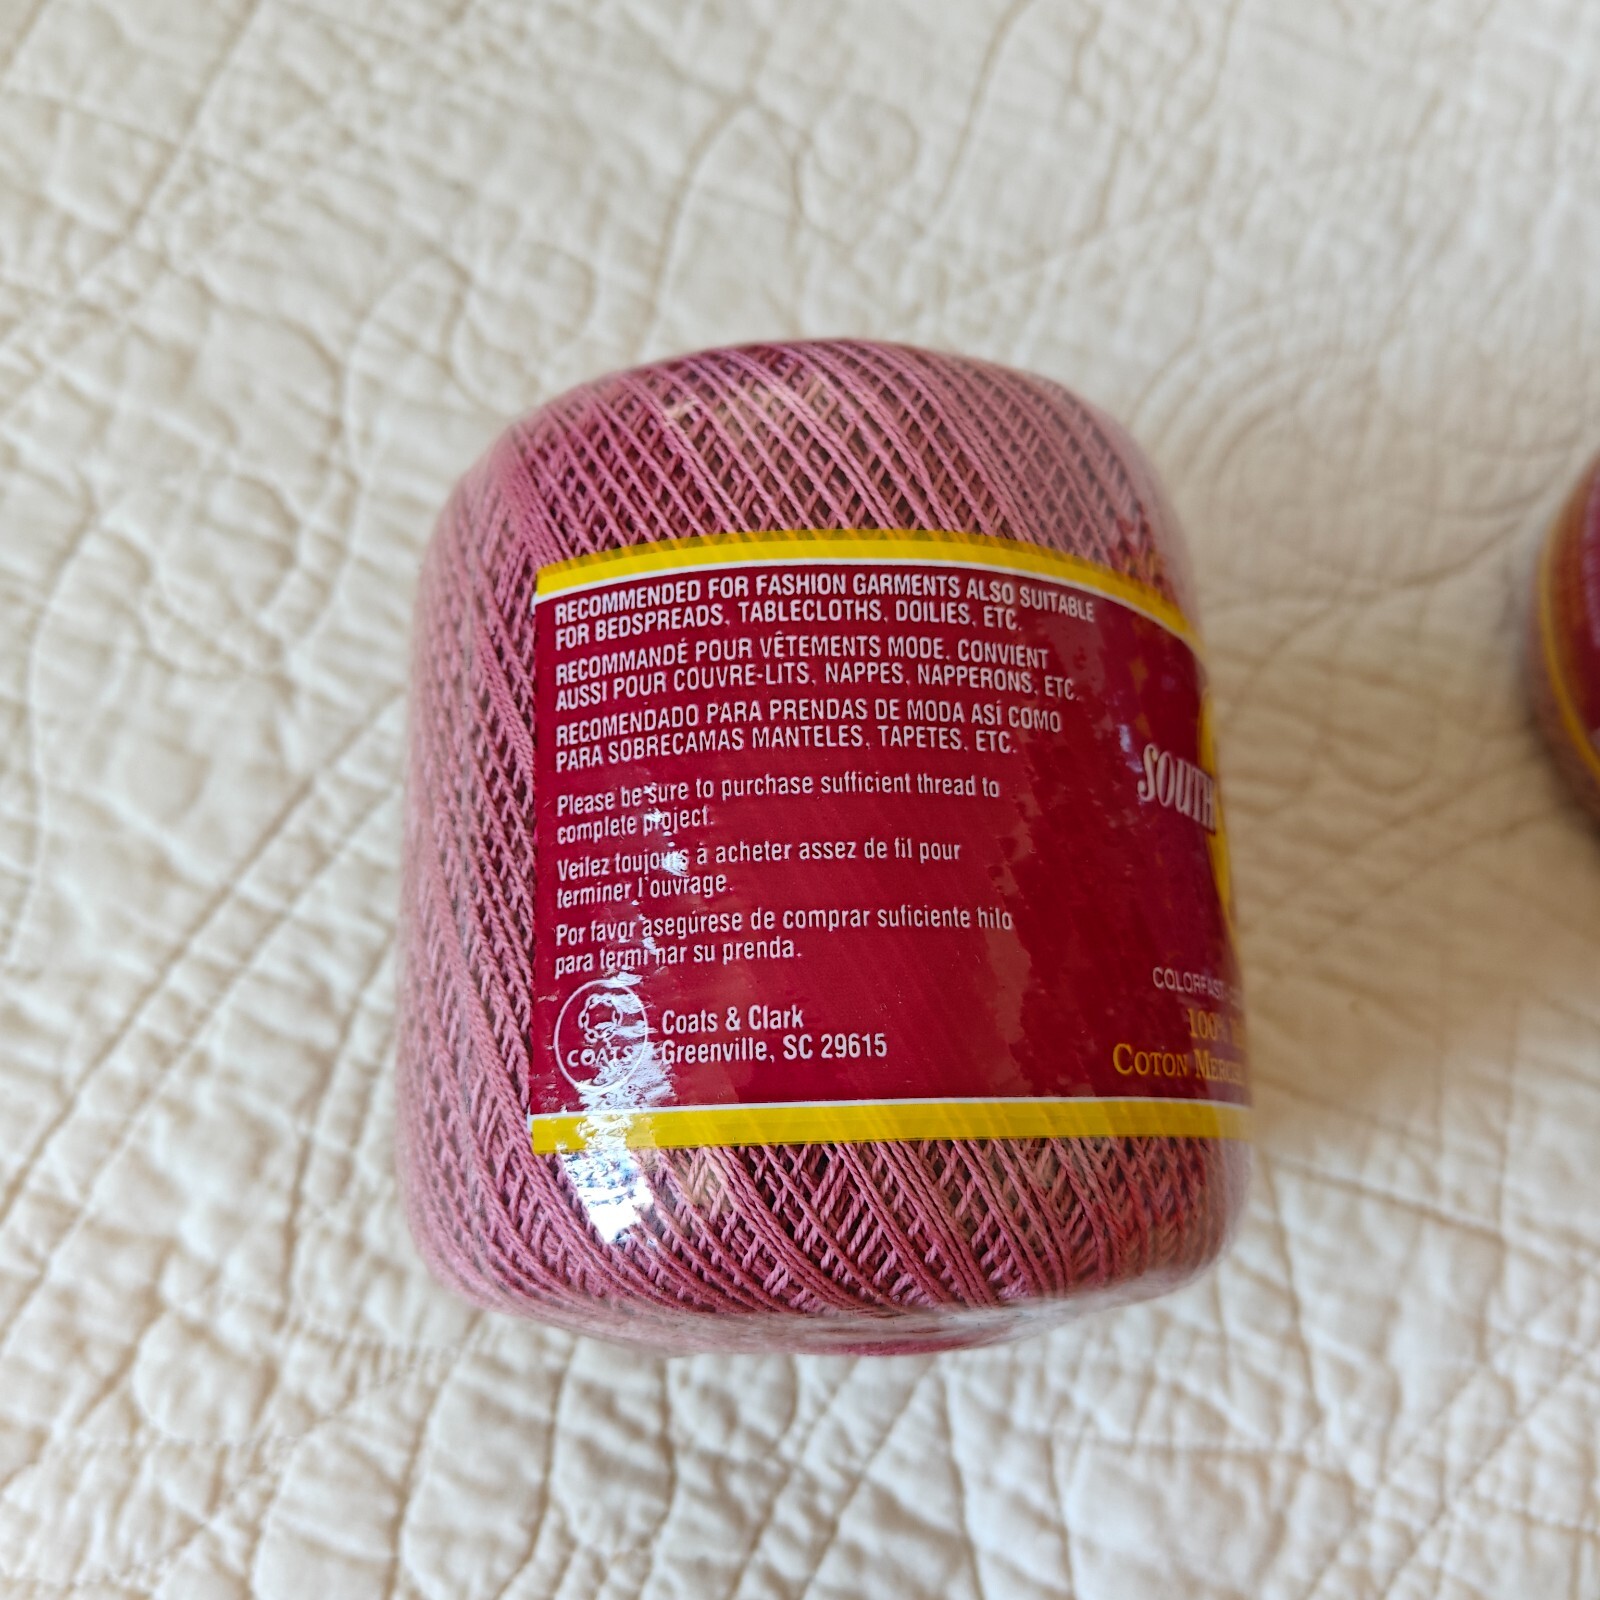 RECOMMENDED FOR FASHION GARMENTS ALSO SUITABLE
FOR BEDSPREADS, TABLECLOTHS, DOILIES, ETC.
RECOMMANDÉ POUR VÊTEMENTS MODE. CONVIENT
AUSSI POUR COUVRE-LITS, NAPPES, NAPPERONS, ETC.
RECOMENDADO PARA PRENDAS DE MODA ASÍ COMO
PARA SOBRECAMAS MANTELES, TAPETES, ETC.
Please be sure to purchase sufficient thread to
complete project.
Veilez toujours à acheter assez de fil pour
terminer l'ouvrage.
Por favor asegúrese de comprar suficiente hilo
para terminar su prenda.
COATS
Coats & Clark
Greenville, SC 29615
SOUTH
COLORFAST
100%
COTON